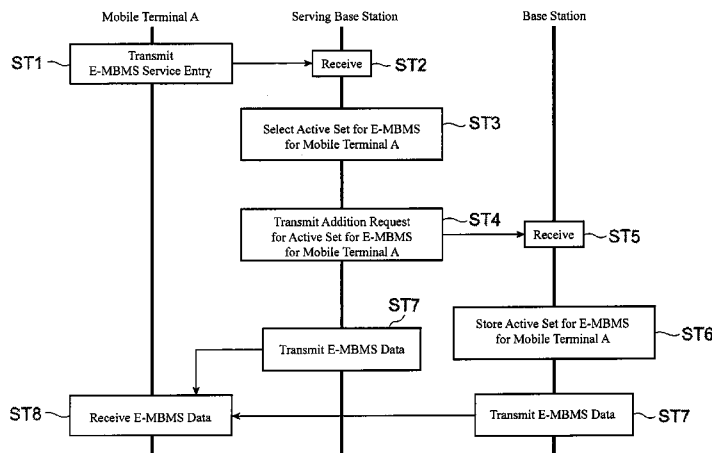 Mobile Terminal A
Serving Base Station
Base Station
ST1
Transmit
E-MBMS Service Entry
Receive
ST2
Select Active Set for E-MBMS
for Mobile Terminal A
ST3
Transmit Addition Request
for Active Set for E-MBMS
for Mobile Terminal A
ST4
Receive
ST5
ST7
Transmit E-MBMS Data
Store Active Set for E-MBMS
for Mobile Terminal A
ST6
ST8
Receive E-MBMS Data
Transmit E-MBMS Data
ST7